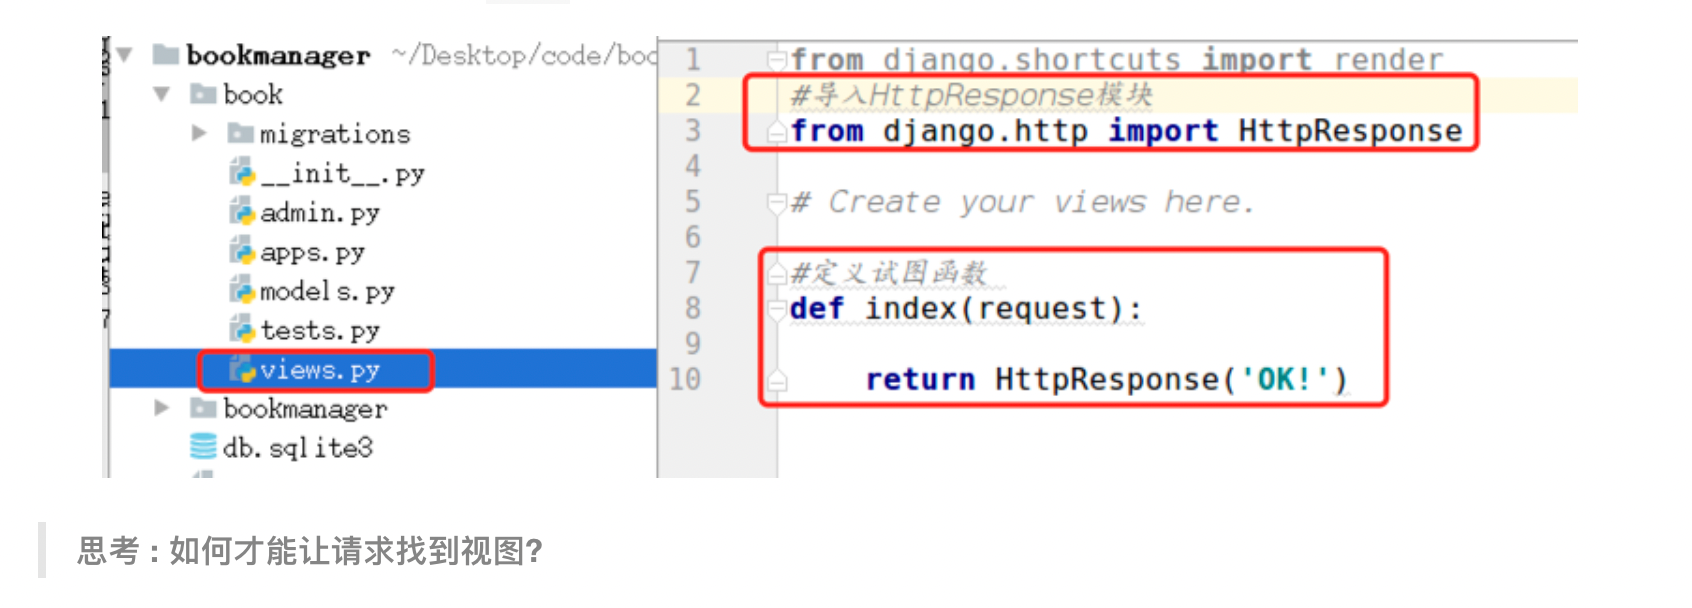 bookmanager ~/Desktop/code/boo
book
migrations
__init__.py
admin.py
apps.py
models.py
tests.py
views.py
bookmanager
db.sqlite3
1 from django.shortcuts import render
2 #导入HttpResponse模块
3 from django.http import HttpResponse
4
5 # Create your views here.
6
7 #定义试图函数
8 def index(request):
9
10 return HttpResponse('OK!')
思考：如何才能让请求找到视图?